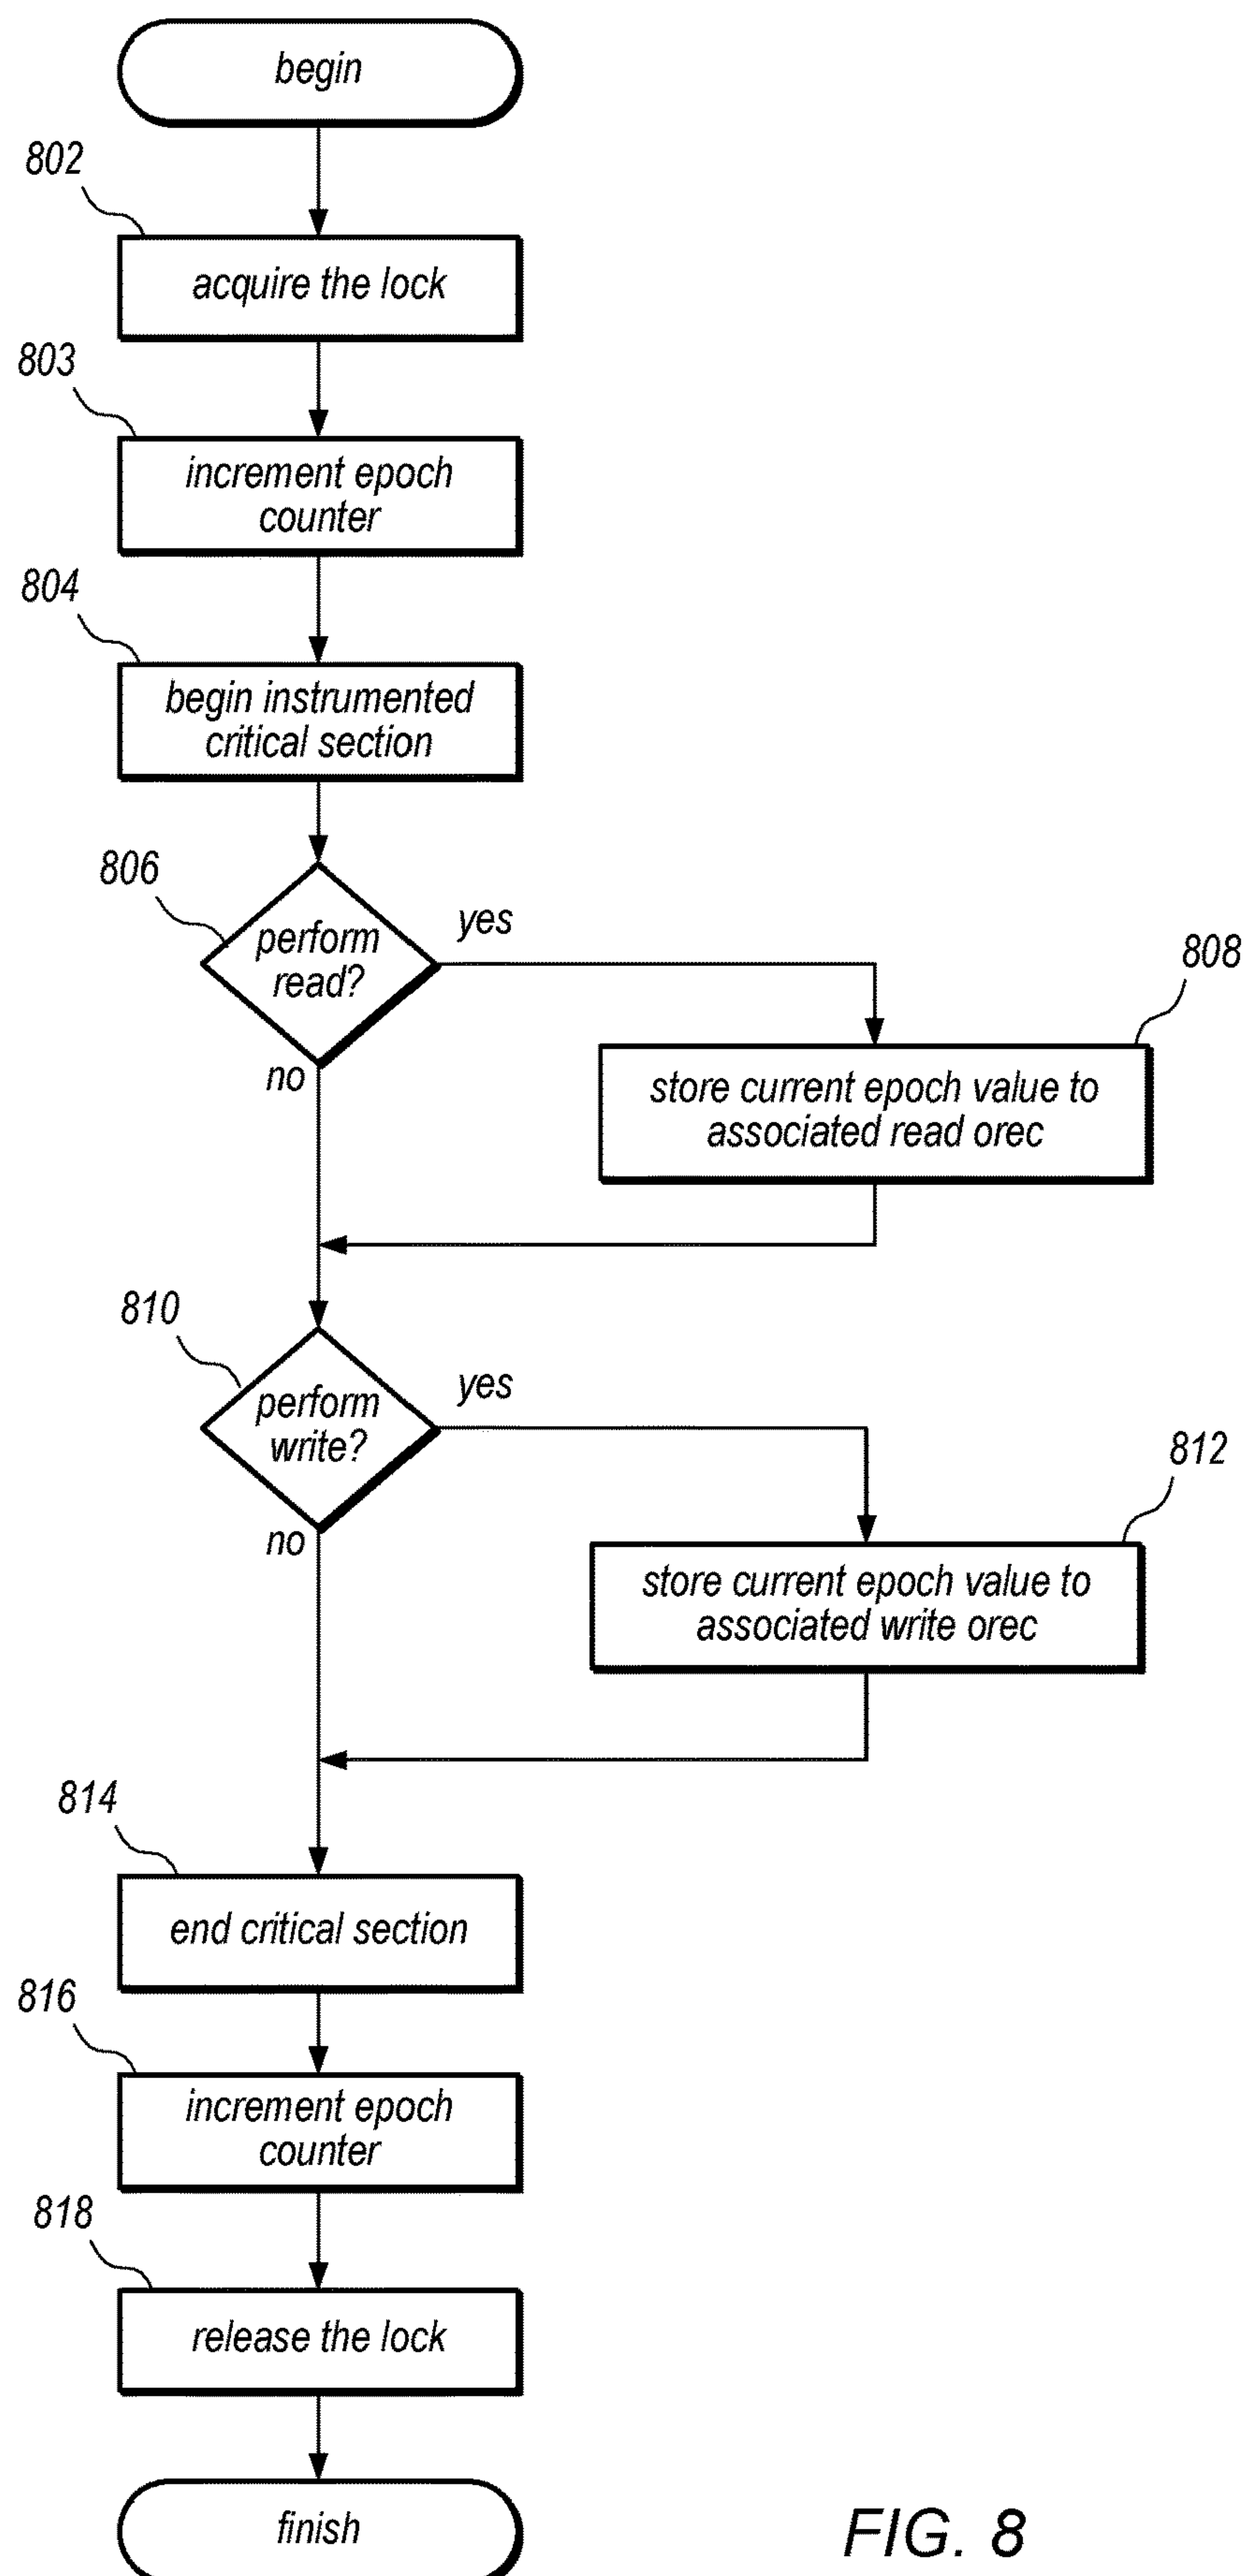 begin
802
acquire the lock
803
increment epoch
counter
804
begin instrumented
critical section
806
perform
read?
yes
no
808
store current epoch value to
associated read orec
810
perform
write?
yes
no
812
store current epoch value to
associated write orec
814
end critical section
816
increment epoch
counter
818
release the lock
finish
FIG. 8